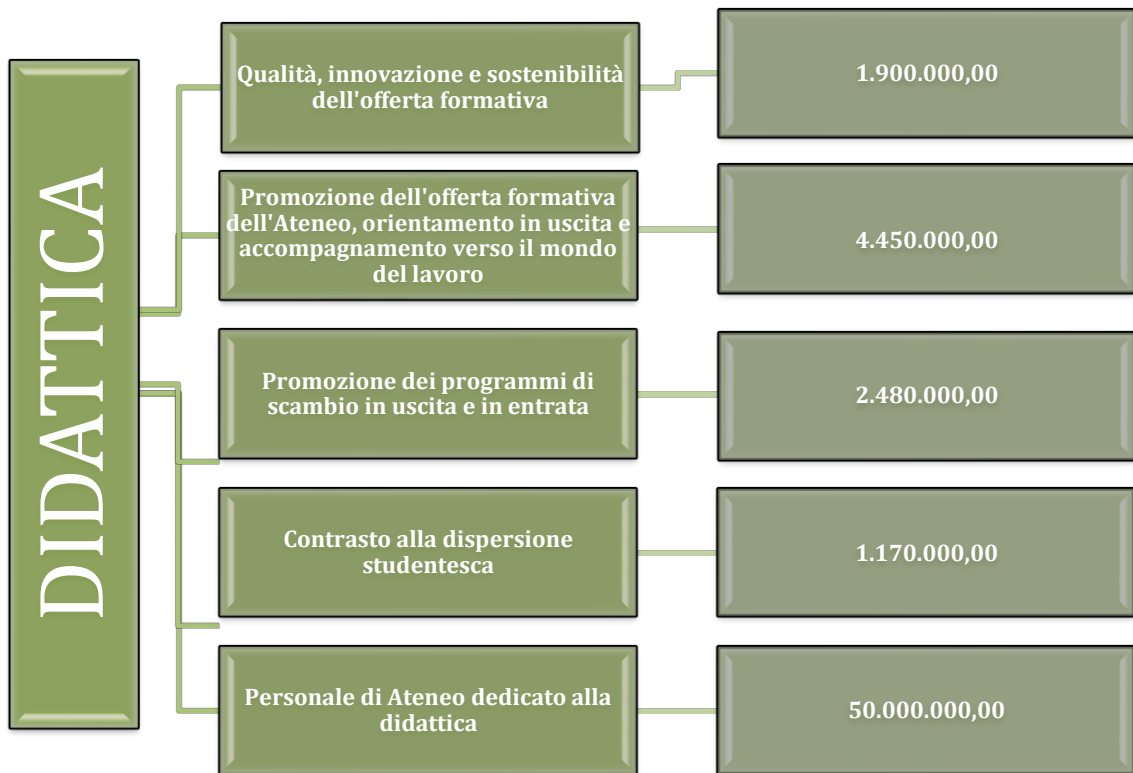 DIDATTICA
Qualità, innovazione e sostenibilità
dell'offerta formativa
1.900.000,00
Promozione dell'offerta formativa
dell'Ateneo, orientamento in uscita e
accompagnamento verso il mondo
del lavoro
4.450.000,00
Promozione dei programmi di
scambio in uscita e in entrata
2.480.000,00
Contrasto alla dispersione
studentesca
1.170.000,00
Personale di Ateneo dedicato alla
didattica
50.000.000,00